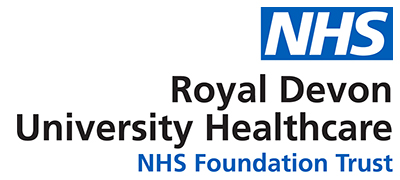 NHS
Royal Devon
University Healthcare
NHS Foundation Trust